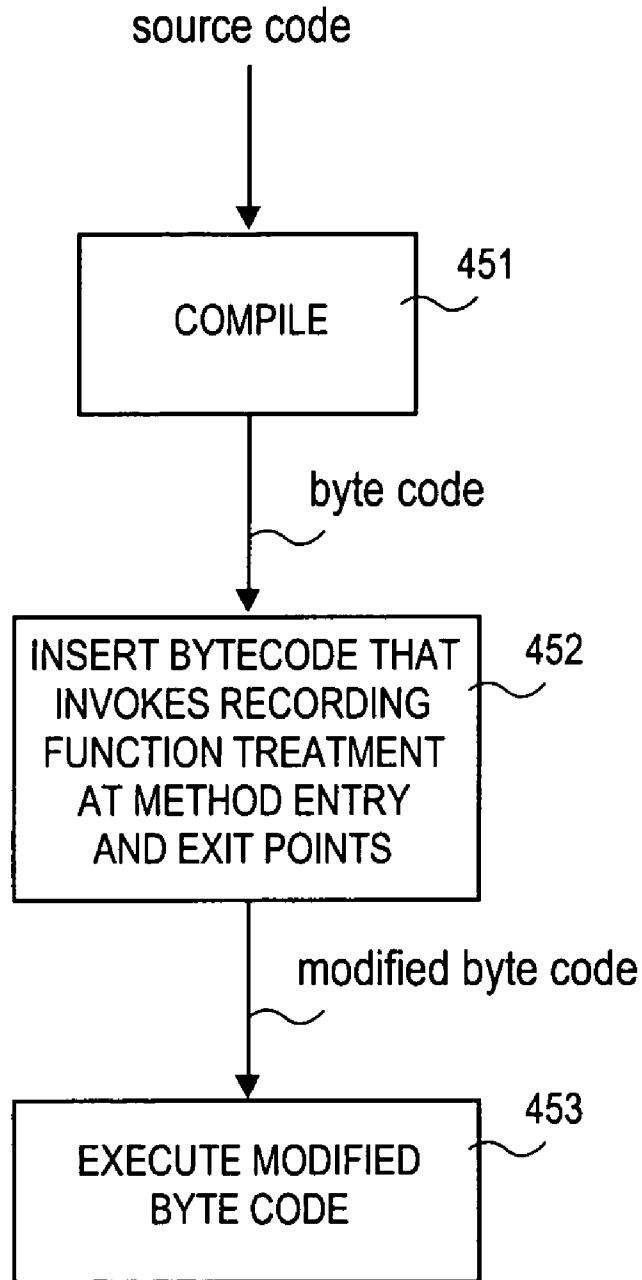 source code
451
COMPILE
byte code
452
INSERT BYTECODE THAT
INVOKES RECORDING
FUNCTION TREATMENT
AT METHOD ENTRY
AND EXIT POINTS
modified byte code
453
EXECUTE MODIFIED
BYTE CODE